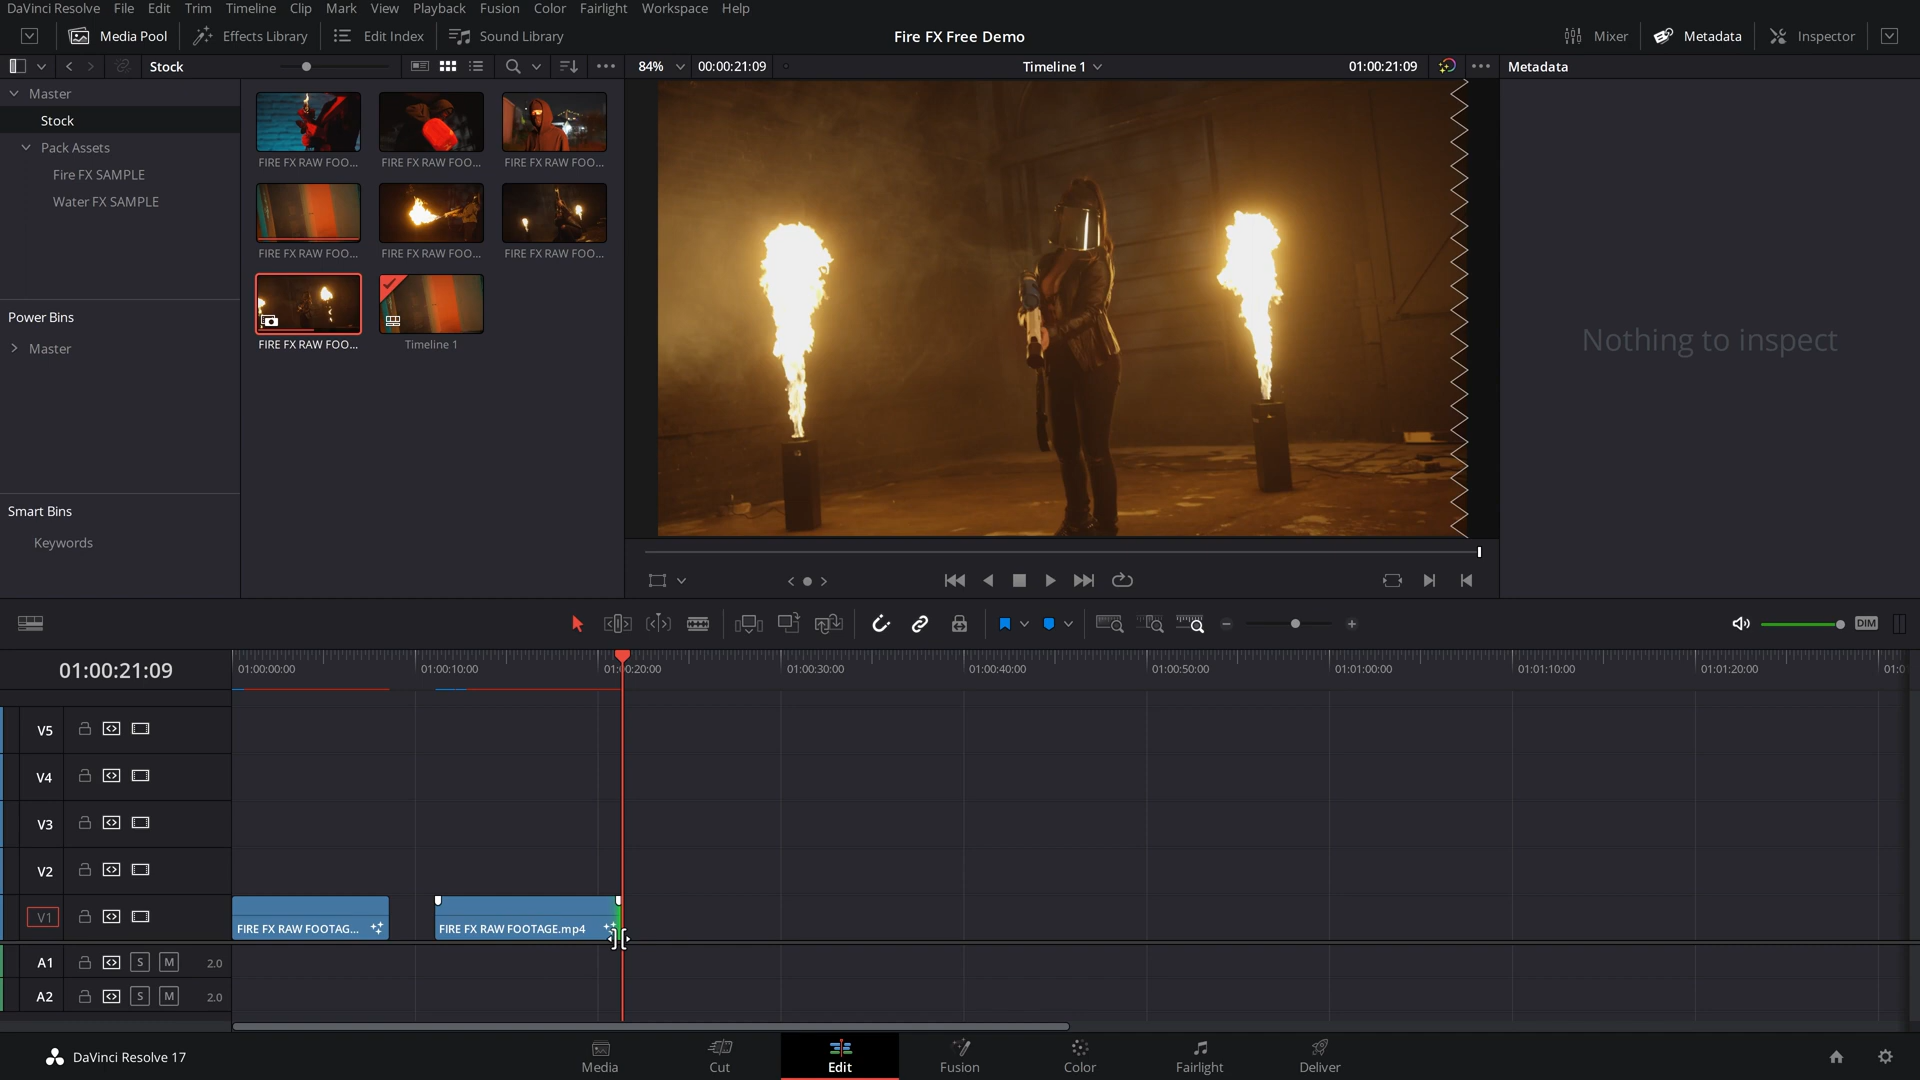 DaVinci Resolve File Edit Trim Timeline Clip Mark View Playback Fusion Color Fairlight Workspace Help
Media Pool Effects Library Edit Index Sound Library Fire FX Free Demo Mixer Metadata Inspector
Stock 84% 00:00:21:09 Timeline 1 01:00:21:09 Metadata
Master
Stock
Pack Assets
Fire FX SAMPLE
Water FX SAMPLE
Power Bins
Master
Smart Bins
Keywords
FIRE FX RAW FOO... FIRE FX RAW FOO... FIRE FX RAW FOO...
FIRE FX RAW FOO... FIRE FX RAW FOO... FIRE FX RAW FOO...
FIRE FX RAW FOO... Timeline 1
Nothing to inspect
DIM
01:00:21:09 01:00:00:00 01:00:10:00 01:00:20:00 01:00:30:00 01:00:40:00 01:00:50:00 01:01:00:00 01:01:10:00 01:01:20:00 01:0
V5
V4
V3
V2
V1 FIRE FX RAW FOOTAG... FIRE FX RAW FOOTAGE.mp4
A1 S M 2.0
A2 S M 2.0
DaVinci Resolve 17 Media Cut Edit Fusion Color Fairlight Deliver